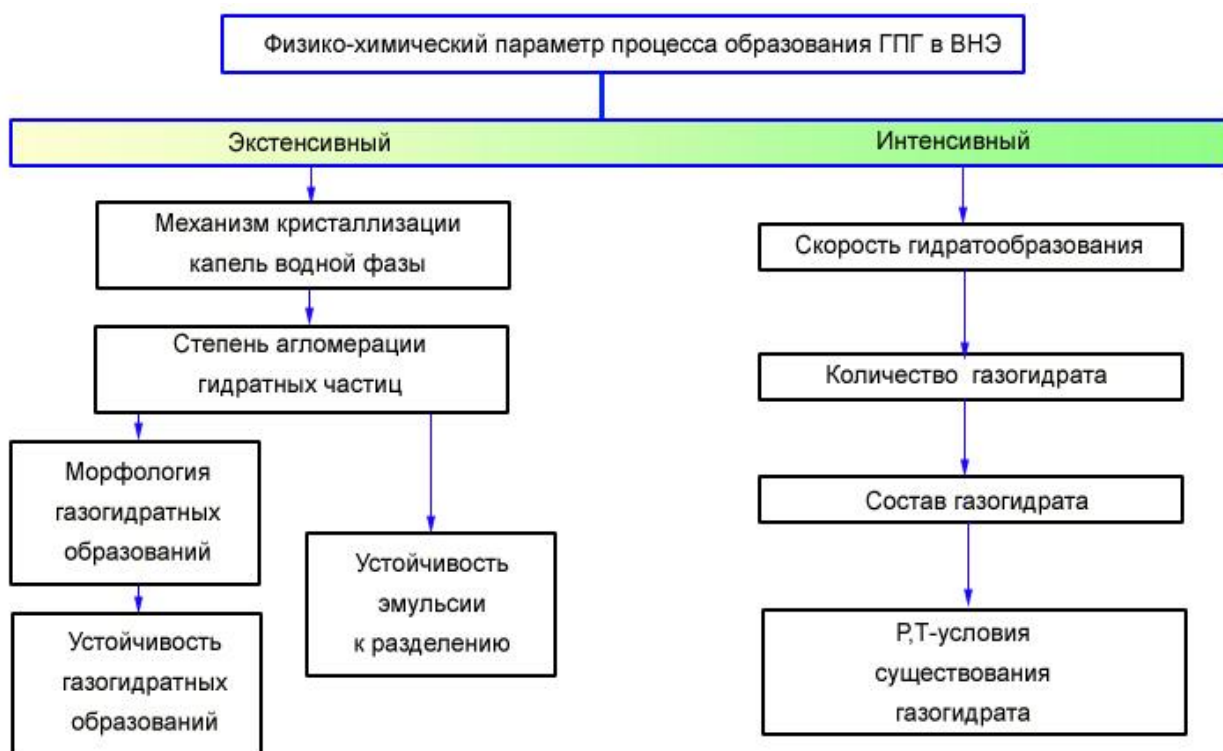 Физико-химический параметр процесса образования ГПГ в ВНЭ
Экстенсивный
Интенсивный
Механизм кристаллизации
капель водной фазы
Степень агломерации
гидратных частиц
Морфология
газогидратных
образований
Устойчивость
газогидратных
образований
Устойчивость
эмульсии
к разделению
Скорость гидратообразования
Количество газогидрата
Состав газогидрата
Р,Т-условия
существования
газогидрата